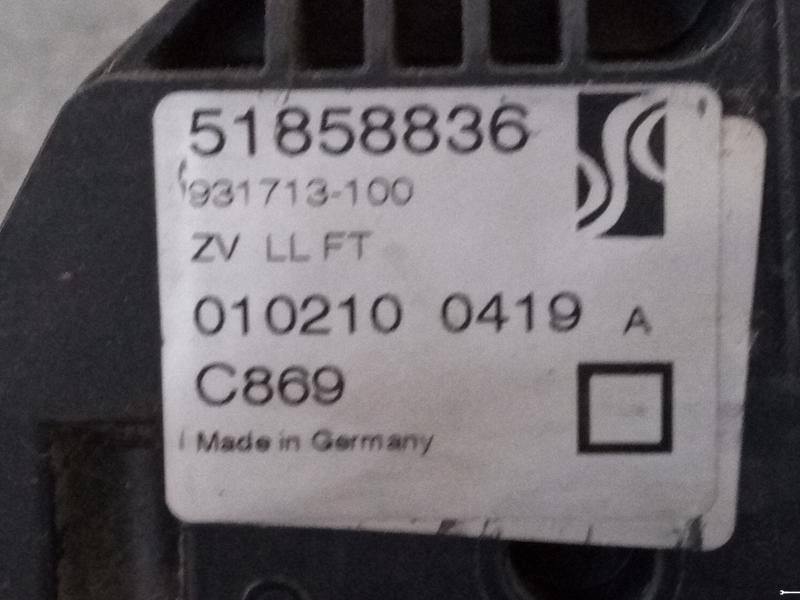 51858836
931713-100
ZV LL FT
010210 0419 A
C869
Made in Germany